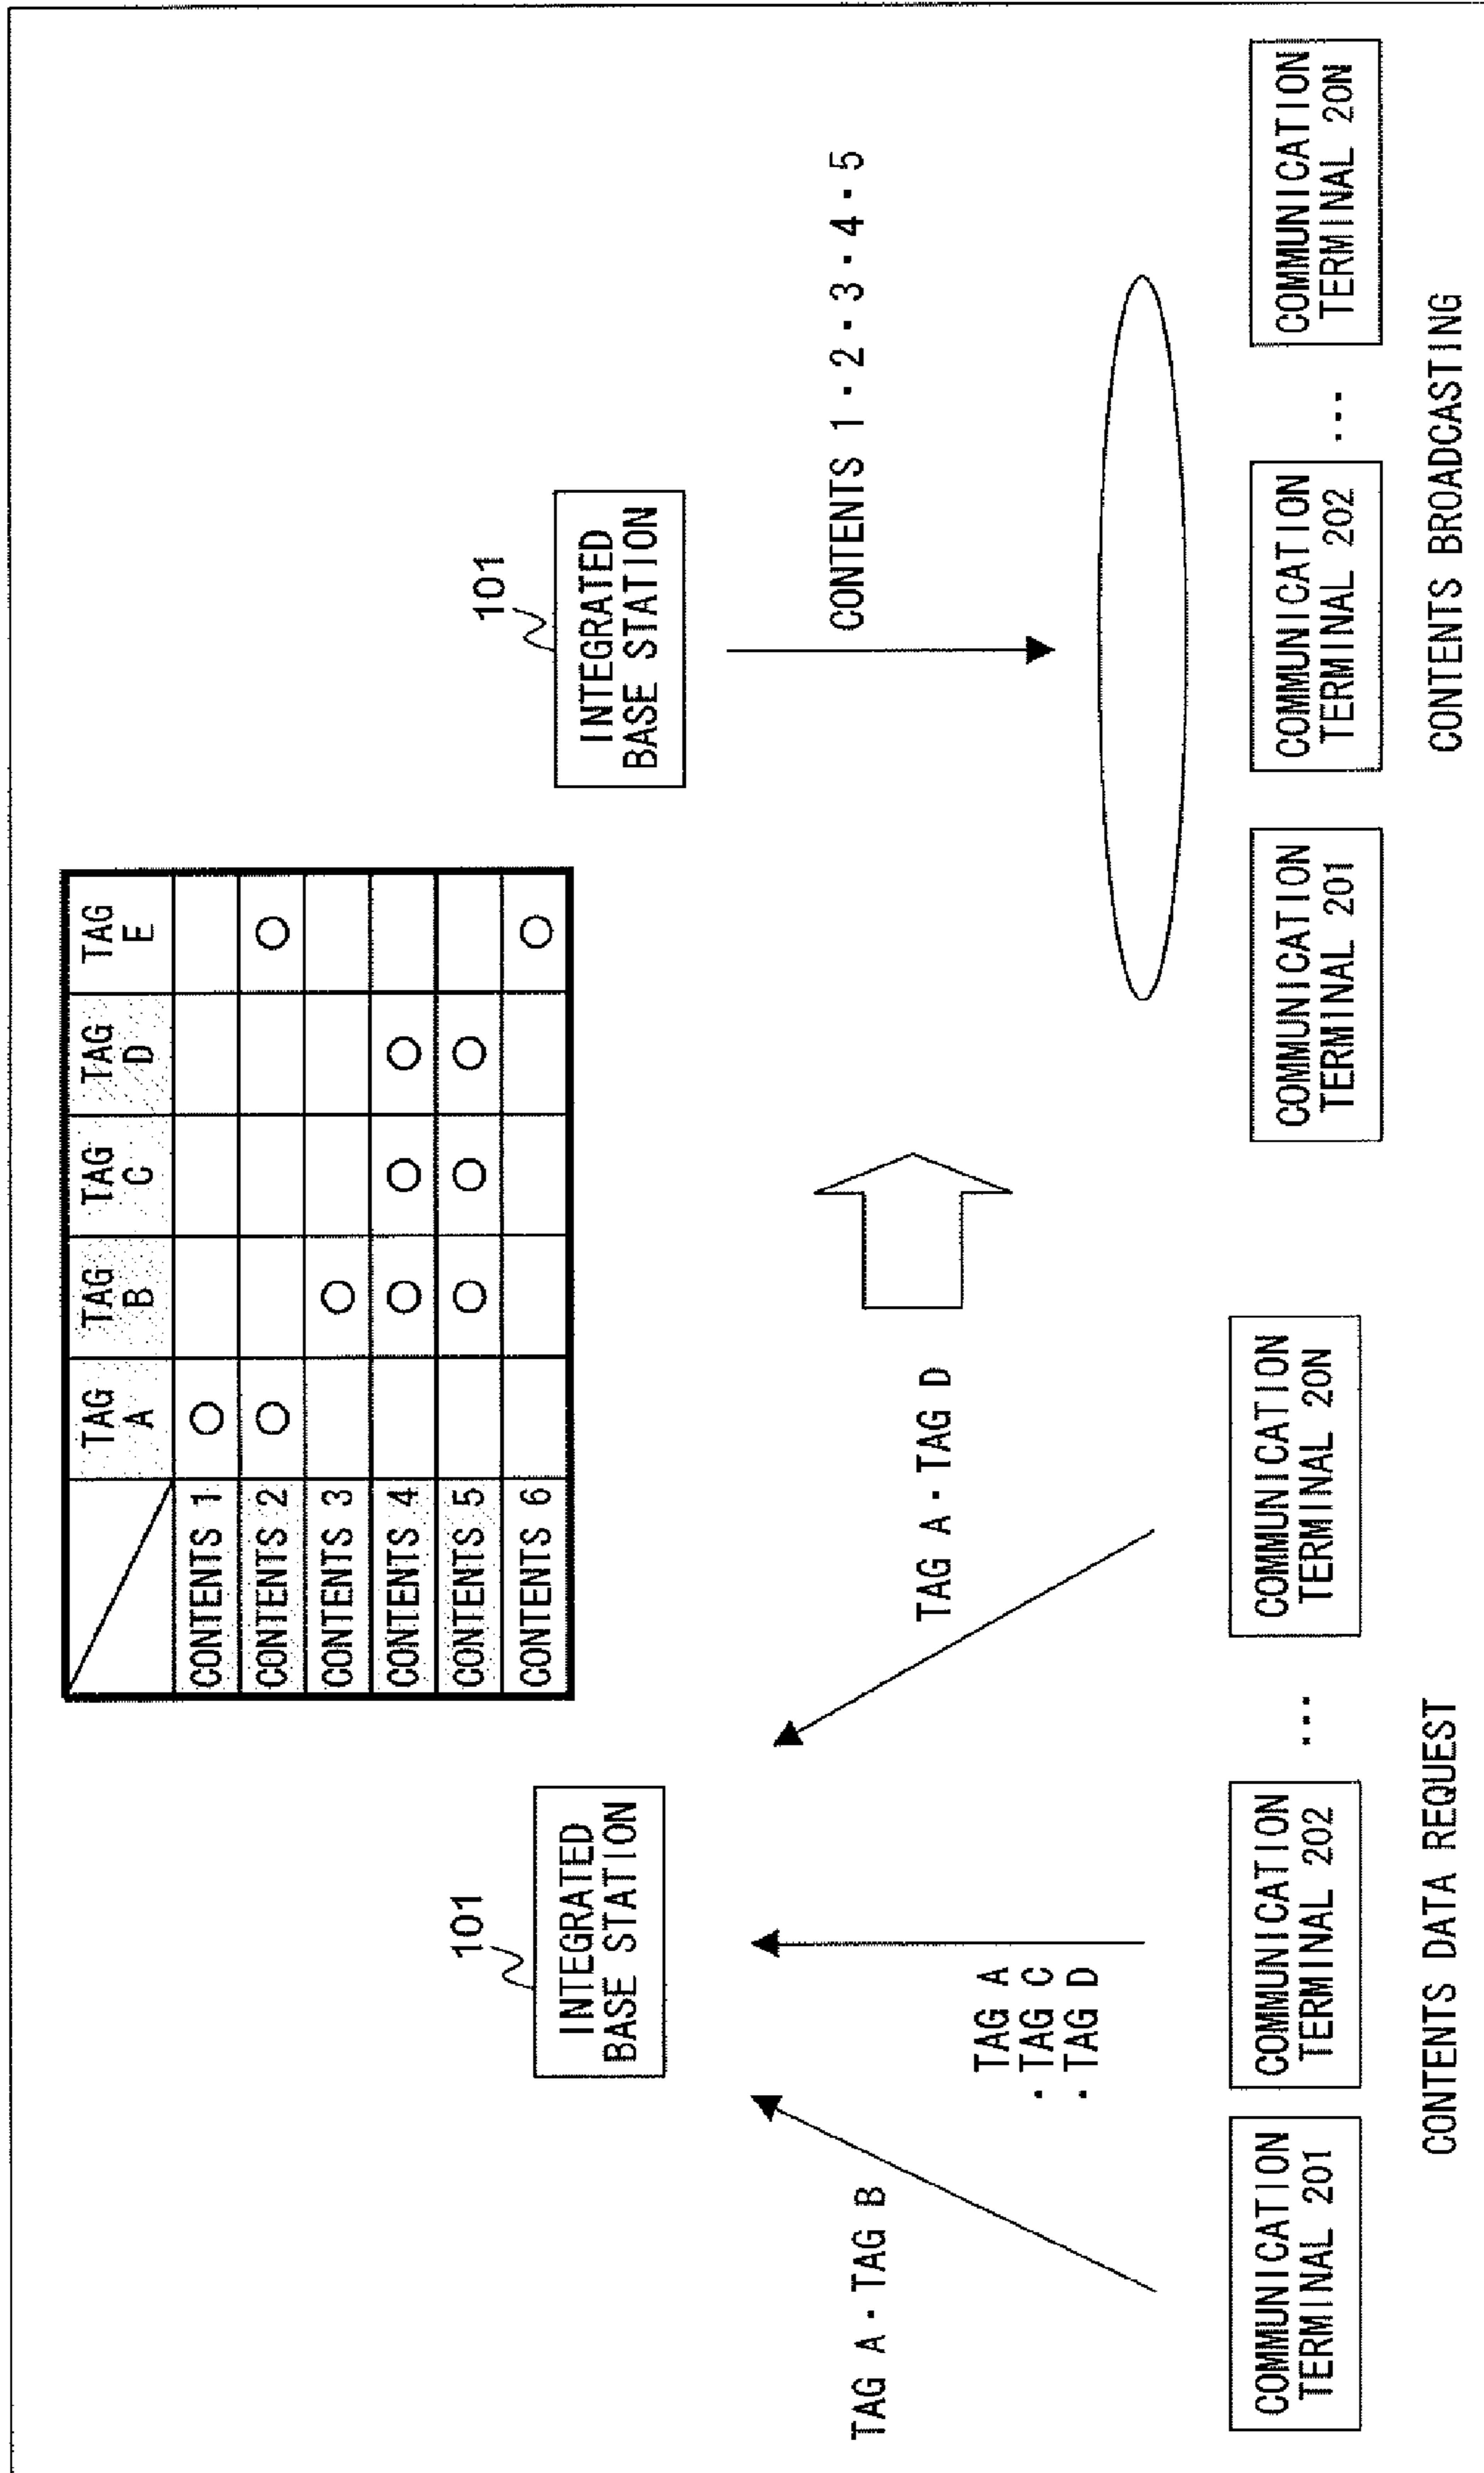 TAG A TAG B TAG C TAG D TAG E
CONTENTS 1 ○
CONTENTS 2 ○ ○
CONTENTS 3 ○
CONTENTS 4 ○ ○ ○
CONTENTS 5 ○ ○ ○
CONTENTS 6 ○
101
INTEGRATED
BASE STATION
TAG A・TAG B
TAG A
・TAG C
・TAG D
TAG A・TAG D
COMMUNICATION
TERMINAL 201
COMMUNICATION
TERMINAL 202
...
COMMUNICATION
TERMINAL 20N
CONTENTS DATA REQUEST
101
INTEGRATED
BASE STATION
CONTENTS 1・2・3・4・5
COMMUNICATION
TERMINAL 201
COMMUNICATION
TERMINAL 202
...
COMMUNICATION
TERMINAL 20N
CONTENTS BROADCASTING